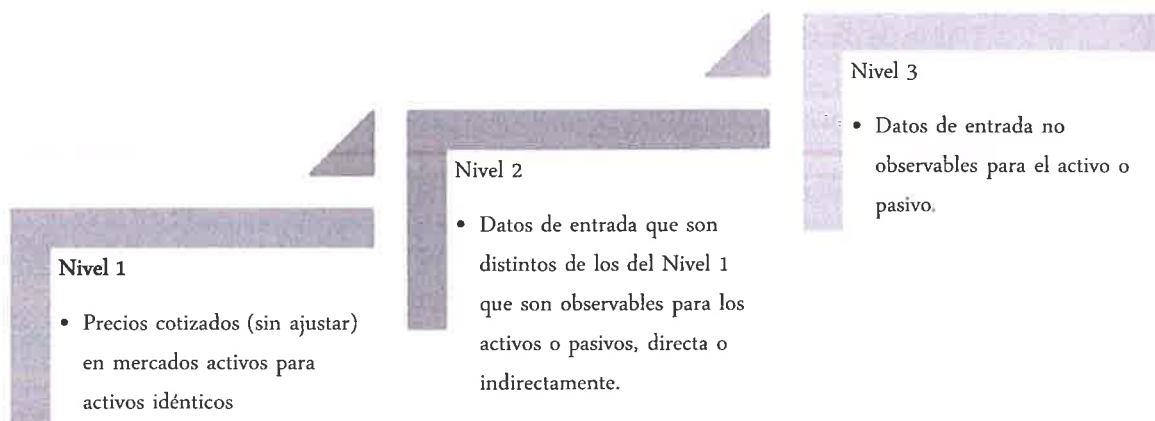 Nivel 1
• Precios cotizados (sin ajustar)
en mercados activos para
activos idénticos
Nivel 2
• Datos de entrada que son
distintos de los del Nivel 1
que son observables para los
activos o pasivos, directa o
indirectamente.
Nivel 3
• Datos de entrada no
observables para el activo o
pasivo.